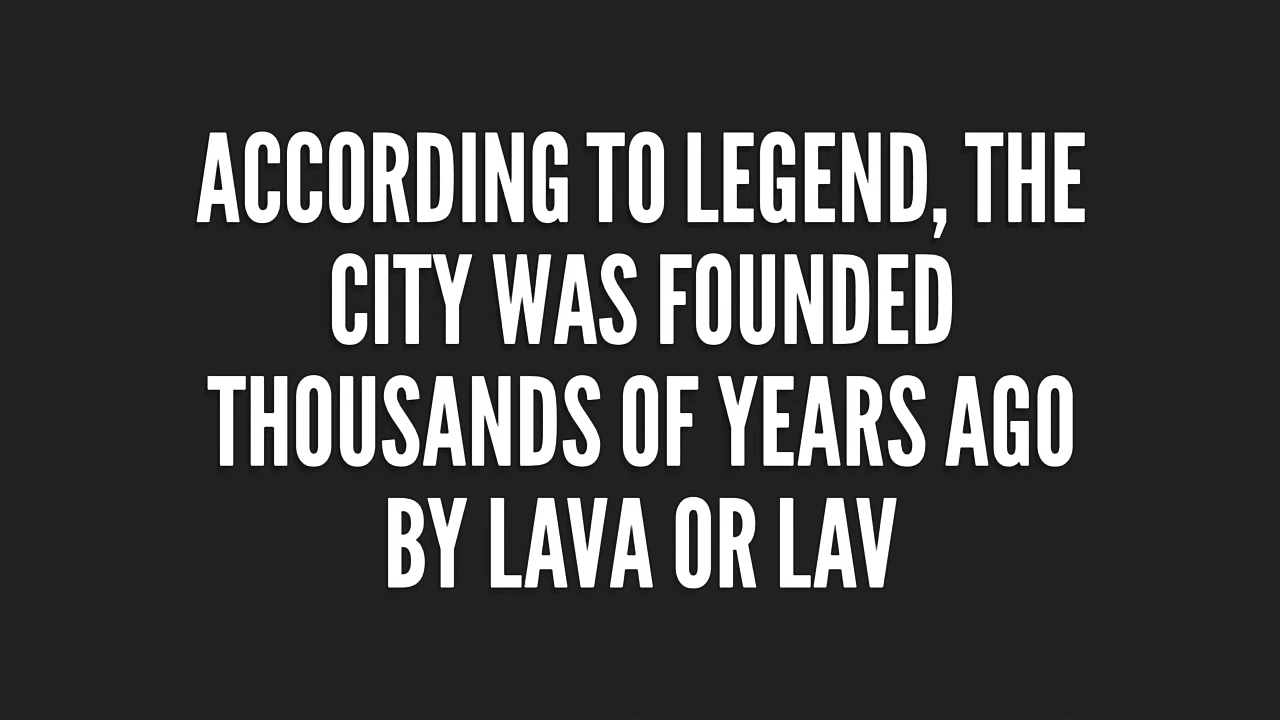 ACCORDING TO LEGEND, THE
CITY WAS FOUNDED
THOUSANDS OF YEARS AGO
BY LAVA OR LAV